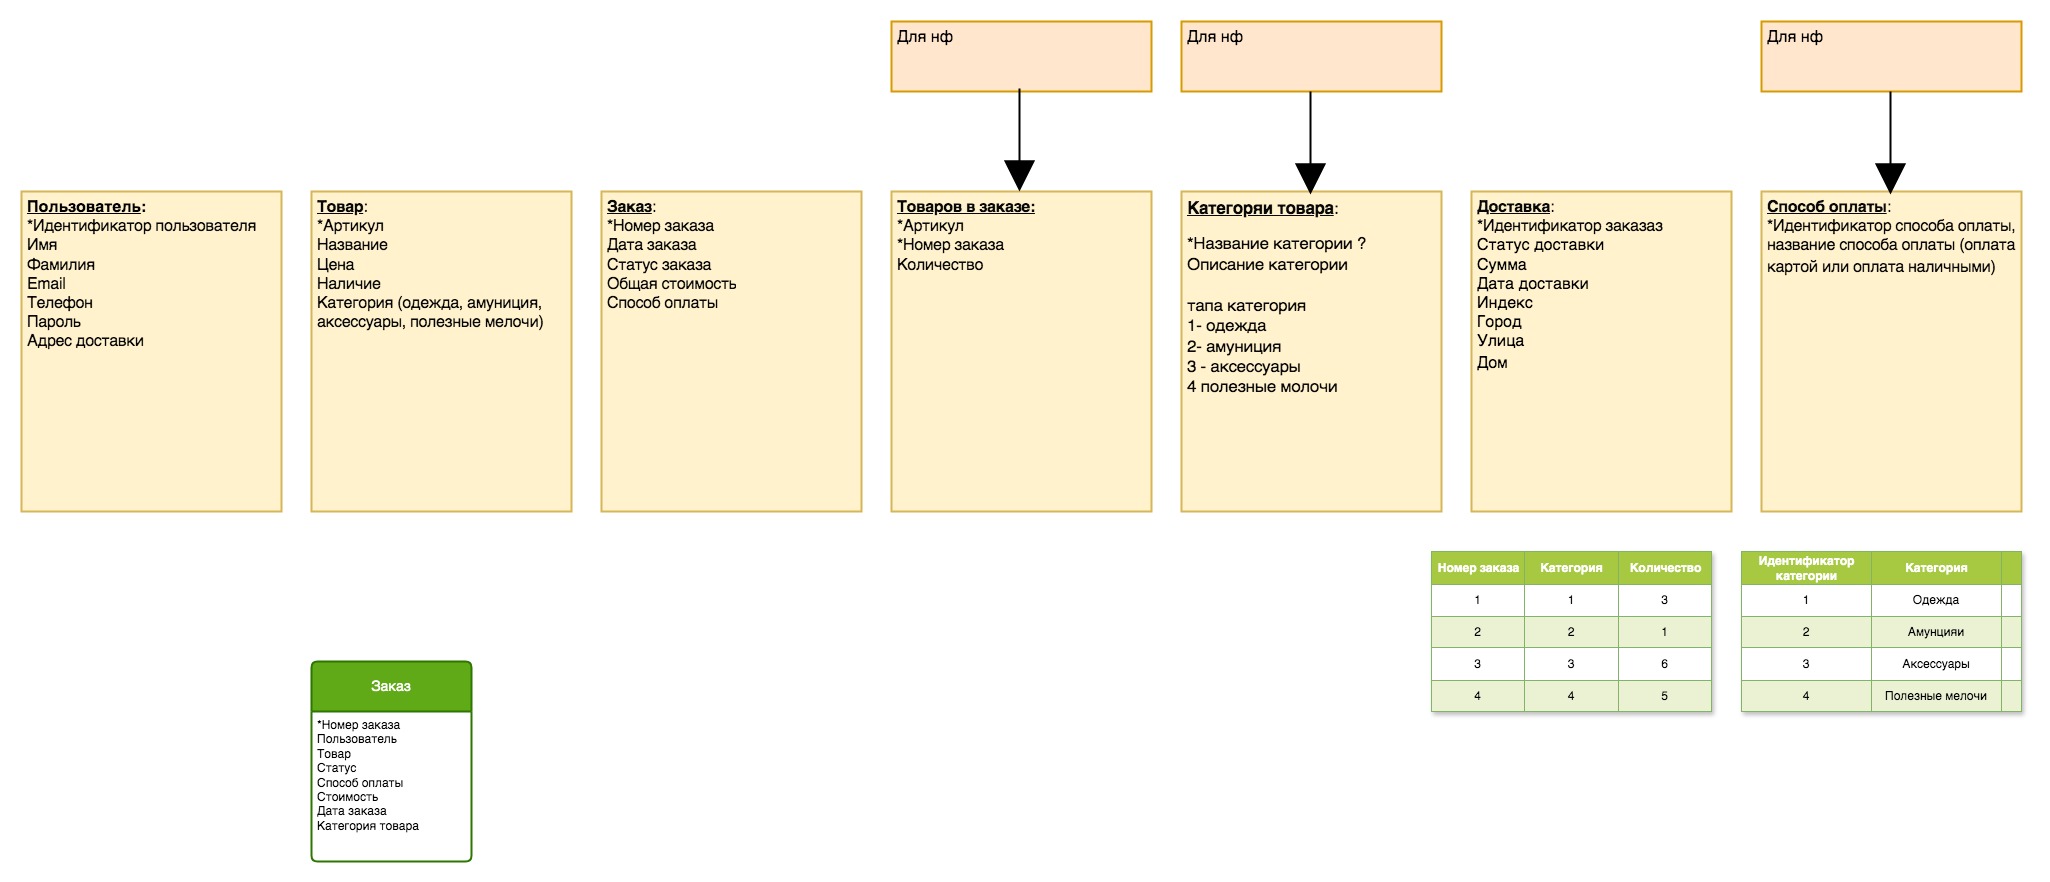 Для нф
Для нф
Для нф
Пользователь:
*Идентификатор пользователя
Имя
Фамилия
Email
Телефон
Пароль
Адрес доставки
Товар:
*Артикул
Название
Цена
Наличие
Категория (одежда, амуниция,
аксессуары, полезные мелочи)
Заказ:
*Номер заказа
Дата заказа
Статус заказа
Общая стоимость
Способ оплаты
Товаров в заказе:
*Артикул
*Номер заказа
Количество
Категоряи товара:
*Название категории ?
Описание категории
тапа категория
1- одежда
2- амуниция
3 - аксессуары
4 полезные молочи
Доставка:
*Идентификатор заказаз
Статус доставки
Сумма
Дата доставки
Индекс
Город
Улица
Дом
Способ оплаты:
*Идентификатор способа оплаты,
название способа оплаты (оплата
картой или оплата наличными)
Номер заказа Категория Количество
1 1 3
2 2 1
3 3 6
4 4 5
Идентификатор
категории
Категория
1 Одежда
2 Амунцияи
3 Аксессуары
4 Полезные мелочи
Заказ
*Номер заказа
Пользователь
Товар
Статус
Способ оплаты
Стоимость
Дата заказа
Категория товара